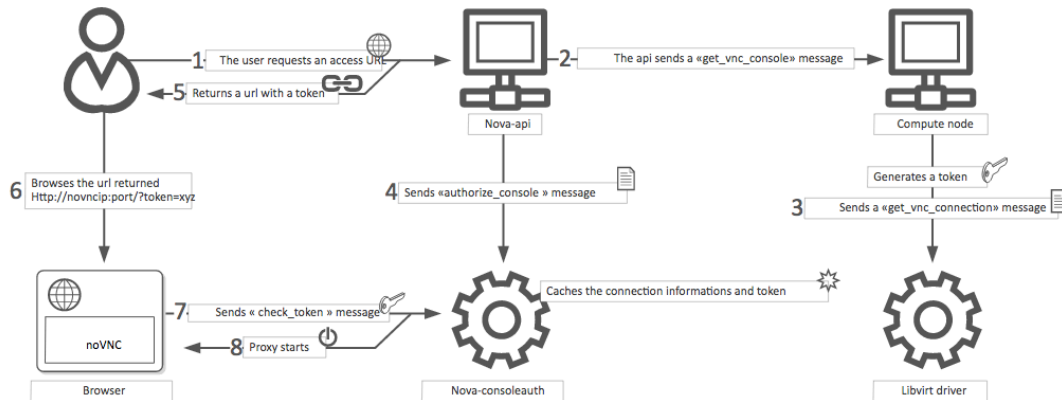 1 The user requests an access URL
2 The api sends a «get_vnc_console» message
5 Returns a url with a token
Nova-api
Compute node
6 Browses the url returned
Http://novncip:port/?token=xyz
4 Sends «authorize_console » message
Generates a token
3 Sends a «get_vnc_connection» message
Caches the connection informations and token
7 Sends « check_token » message
8 Proxy starts
noVNC
Browser
Nova-consoleauth
Libvirt driver